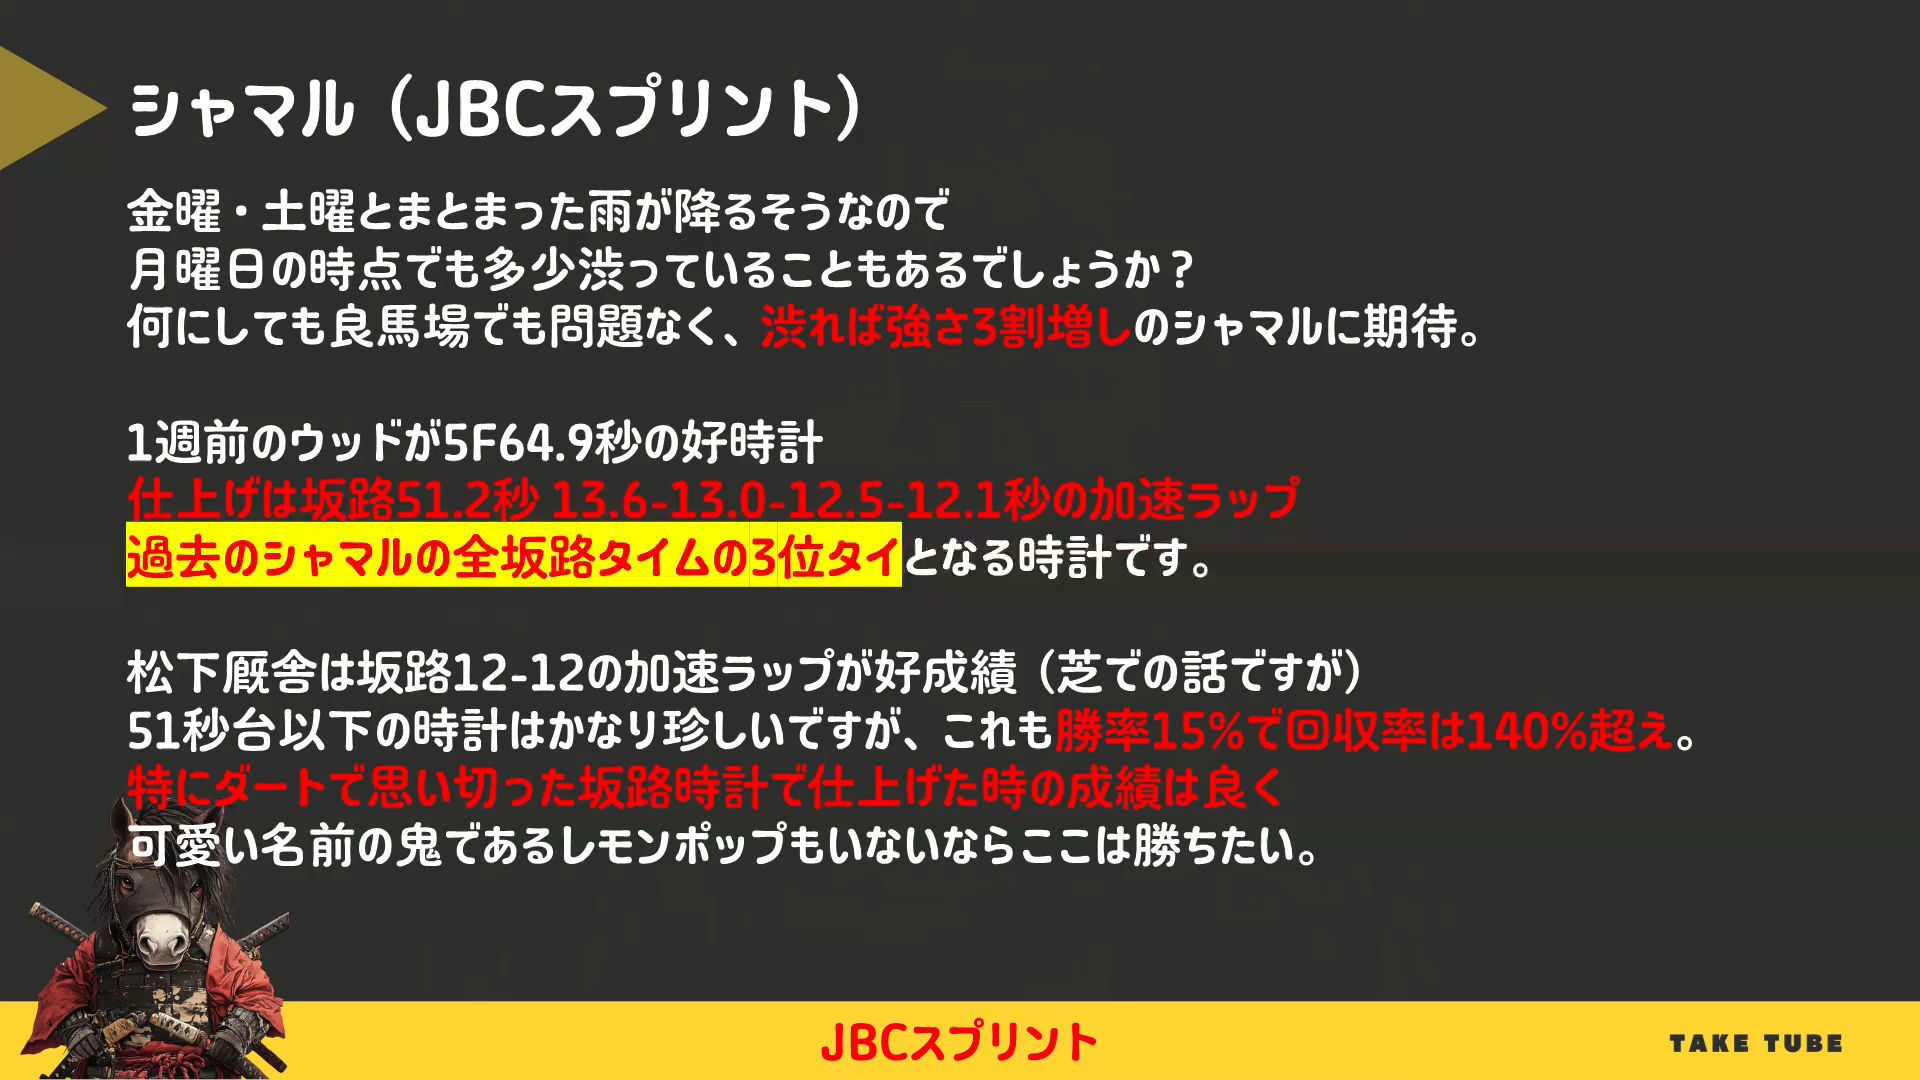 シャマル（JBCスプリント）
金曜・土曜とまとまった雨が降るそうなので
月曜日の時点でも多少渋っていることもあるでしょうか？
何にしても良馬場でも問題なく、渋れば強さ3割増しのシャマルに期待。
1週前のウッドが5F64.9秒の好時計
仕上げは坂路51.2秒 13.6-13.0-12.5-12.1秒の加速ラップ
過去のシャマルの全坂路タイムの3位タイとなる時計です。
松下厩舎は坂路12-12の加速ラップが好成績（芝での話ですが）
51秒台以下の時計はかなり珍しいですが、これも勝率15%で回収率は140%超え。
特にダートで思い切った坂路時計で仕上げた時の成績は良く
可愛い名前の鬼であるレモンポップもいないならここは勝ちたい。
JBCスプリント
TAKE TUBE